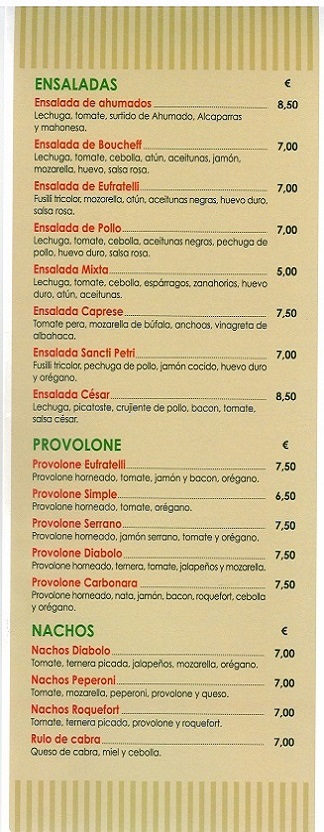 ENSALADAS €
Ensalada de ahumados 8,50
Lechuga, tomate, surtido de Ahumado, Alcaparras
y mahonesa.
Ensalada de Boucheff 7,00
Lechuga, tomate, cebolla, atún, aceitunas, jamón,
mozarella, huevo, salsa rosa.
Ensalada de Eufratelli 7,00
Fusilli tricolor, mozarella, atún, aceitunas negras, huevo duro,
salsa rosa.
Ensalada de Pollo 7,00
Lechuga, tomate, cebolla, aceitunas negros, pechuga de
pollo, huevo duro, salsa rosa.
Ensalada Mixta 5,00
Lechuga, tomate, cebolla, espárragos, zanahorias, huevo
duro, atún, aceitunas.
Ensalada Caprese 7,50
Tomate pera, mozarella de búfala, anchoas, vinagreta de
albahaca.
Ensalada Sancti Petri 7,00
Fusilli tricolor, pechuga de pollo, jamón cocido, huevo duro
y orégano.
Ensalada César 8,50
Lechuga, picatoste, crujiente de pollo, bacon, tomate,
salsa césar.
PROVOLONE €
Provolone Eufratelli 7,50
Provolone horneado, tomate, jamón y bacon, orégano.
Provolone Simple 6,50
Provolone horneado, tomate, orégano.
Provolone Serrano 7,50
Provolone horneado, jamón serrano, tomate y orégano.
Provolone Diabolo 7,50
Provolone horneado, ternera, tomate, jalapeños y mozarella.
Provolone Carbonara 7,50
Provolone horneado, nata, jamón, bacon, roquefort, cebolla
y orégano.
NACHOS €
Nachos Diabolo 7,00
Tomate, ternera picada, jalapeños, mozarella, orégano.
Nachos Peperoni 7,00
Tomate, mozarella, peperoni, provolone y queso.
Nachos Roquefort 7,00
Tomate, ternera picada, provolone y roquefort.
Rulo de cabra 7,00
Queso de cabra, miel y cebolla.